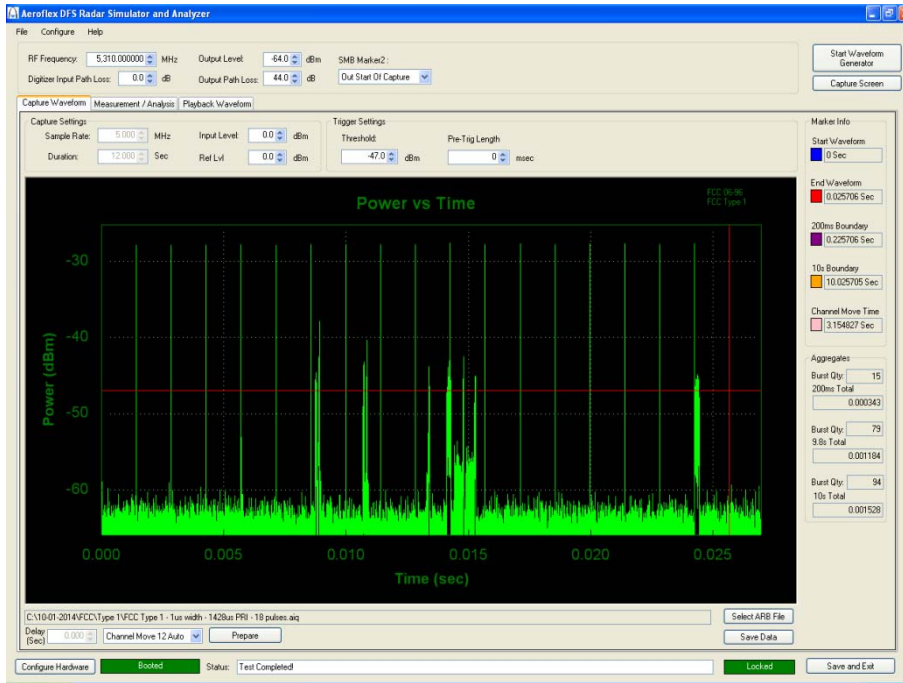 Aeroflex DFS Radar Simulator and Analyzer
File Configure Help
RF Frequency: 5,310.000000 MHz Output Level: -64.0 dBm SMB Marker2 :
Digitizer Input Path Loss: 0.0 dB Output Path Loss: 44.0 dB Out Start Of Capture
Start Waveform Generator
Capture Screen
Capture Waveform Measurement / Analysis Playback Waveform
Capture Settings
Sample Rate: 5.000 MHz Input Level: 0.0 dBm
Duration: 12.000 Sec Ref Lvl 0.0 dBm
Trigger Settings
Threshold: Pre-Trig Length
-47.0 dBm 0 msec
Power vs Time
FCC 06-96
FCC Type 1
Power (dBm)
-30
-40
-50
-60
0.000 0.005 0.010 0.015 0.020 0.025
Time (sec)
Marker Info
Start Waveform
0 Sec
End Waveform
0.025706 Sec
200ms Boundary
0.225706 Sec
10s Boundary
10.025705 Sec
Channel Move Time
3.154827 Sec
Aggregates
Burst Qty: 15
200ms Total
0.000343
Burst Qty: 79
9.8s Total
0.001184
Burst Qty: 94
10s Total
0.001528
C:\10-01-2014\FCC\Type 1\FCC Type 1 - 1us width - 1428us PRI - 18 pulses.aiq
Select ARB File
Delay (Sec) 0.000 Channel Move 12 Auto Prepare
Save Data
Configure Hardware Booted Status: Test Completed! Locked Save and Exit